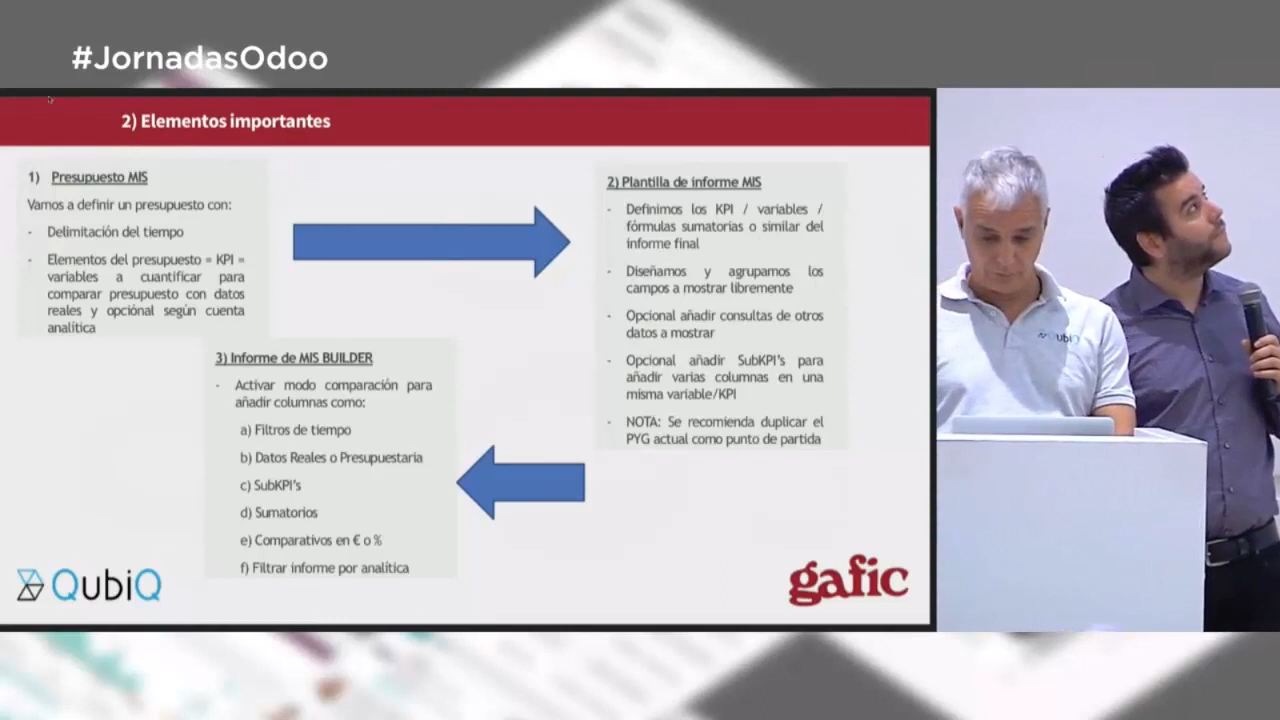 #JornadasOdoo
2) Elementos importantes
1) Presupuesto MIS
Vamos a definir un presupuesto con:
- Delimitación del tiempo
- Elementos del presupuesto = KPI =
variables a cuantificar para
comparar presupuesto con datos
reales y opciónal según cuenta
analítica
2) Plantilla de informe MIS
- Definimos los KPI / variables /
fórmulas sumatorias o similar del
informe final
- Diseñamos y agrupamos los
campos a mostrar libremente
- Opcional añadir consultas de otros
datos a mostrar
- Opcional añadir SubKPI's para
añadir varias columnas en una
misma variable/KPI
- NOTA: Se recomienda duplicar el
PYG actual como punto de partida
3) Informe de MIS BUILDER
- Activar modo comparación para
añadir columnas como:
a) Filtros de tiempo
b) Datos Reales o Presupuestaria
c) SubKPI's
d) Sumatorios
e) Comparativos en € o %
f) Filtrar informe por analítica
QubiQ
gafic
QubiQ